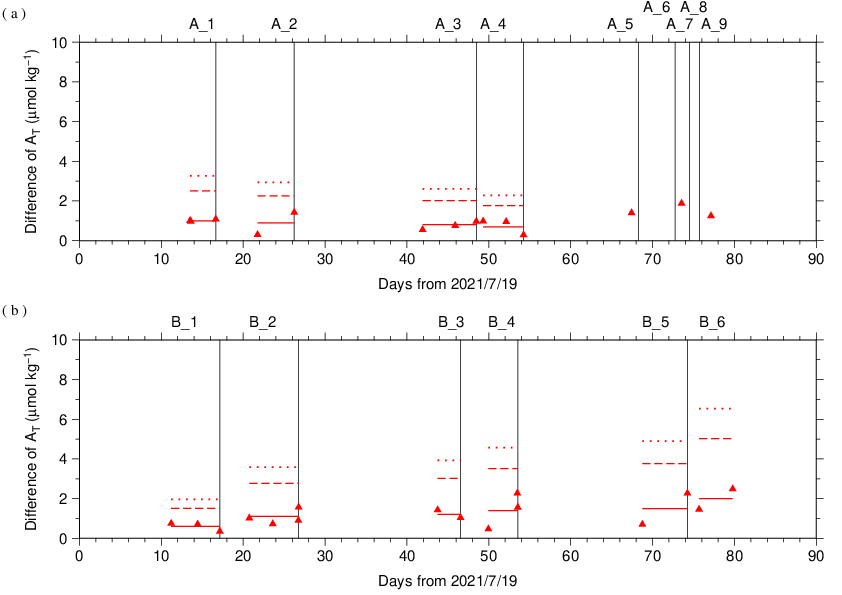 ( a )
A_6 A_8
A_1 A_2 A_3 A_4 A_5 A_7 A_9
10
8
6
4
2
0
Difference of A_T (μmol kg⁻¹)
0 10 20 30 40 50 60 70 80 90
Days from 2021/7/19
( b )
B_1 B_2 B_3 B_4 B_5 B_6
10
8
6
4
2
0
Difference of A_T (μmol kg⁻¹)
0 10 20 30 40 50 60 70 80 90
Days from 2021/7/19